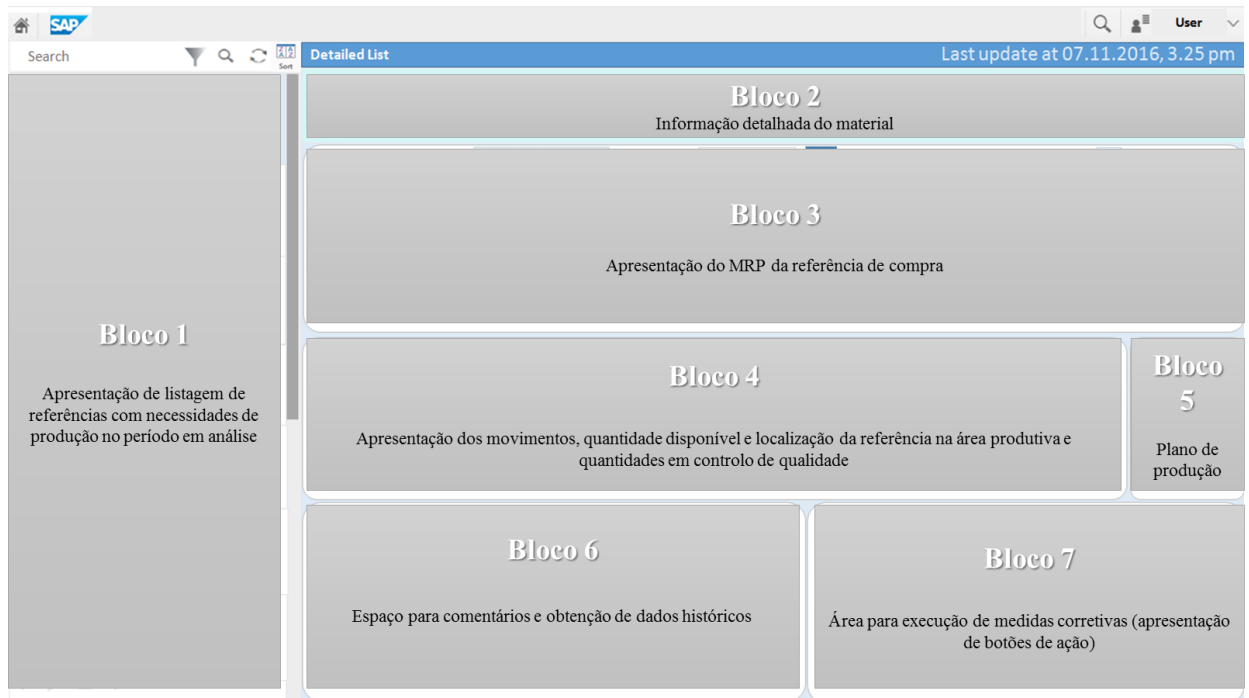 SAP
User
Search
Sort
Detailed List
Last update at 07.11.2016, 3.25 pm
Bloco 1
Apresentação de listagem de
referências com necessidades de
produção no período em análise
Bloco 2
Informação detalhada do material
Bloco 3
Apresentação do MRP da referência de compra
Bloco 4
Apresentação dos movimentos, quantidade disponível e localização da referência na área produtiva e
quantidades em controlo de qualidade
Bloco
5
Plano de
produção
Bloco 6
Espaço para comentários e obtenção de dados históricos
Bloco 7
Área para execução de medidas corretivas (apresentação
de botões de ação)